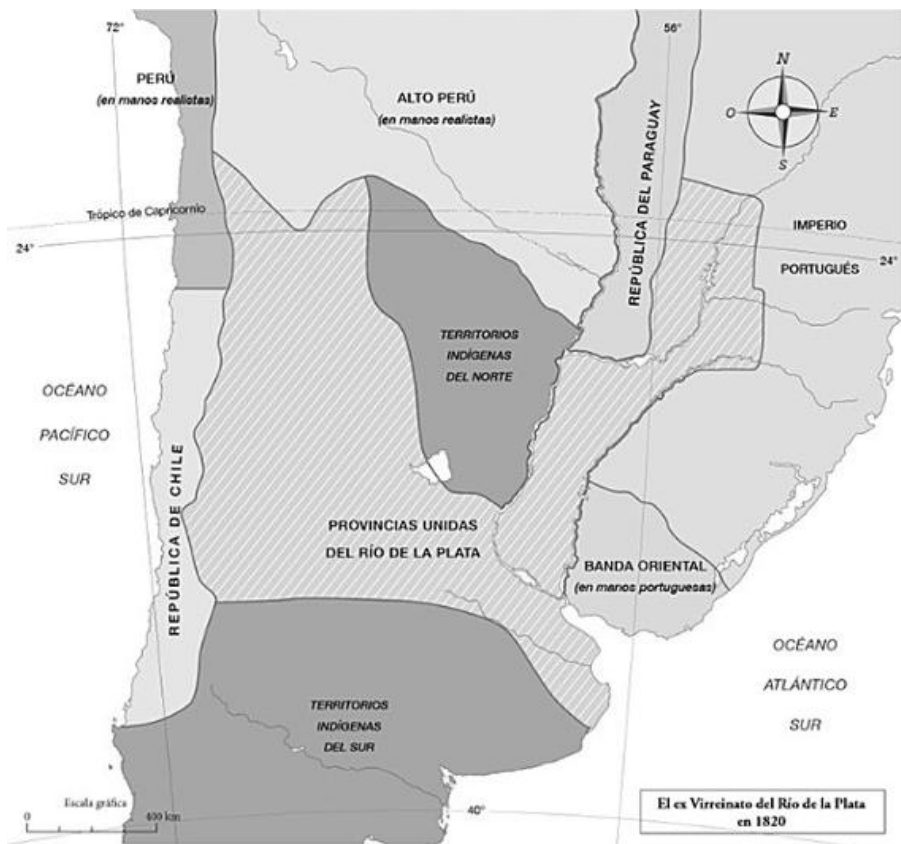 72°
56°
PERÚ
(en manos realistas)
ALTO PERÚ
(en manos realistas)
REPÚBLICA DEL PARAGUAY
N
O
E
S
Trópico de Capricornio
24°
IMPERIO
PORTUGUÉS
24°
TERRITORIOS
INDÍGENAS
DEL NORTE
OCÉANO
PACÍFICO
SUR
REPÚBLICA DE CHILE
PROVINCIAS UNIDAS
DEL RÍO DE LA PLATA
BANDA ORIENTAL
(en manos portuguesas)
OCÉANO
ATLÁNTICO
SUR
TERRITORIOS
INDÍGENAS
DEL SUR
Escala gráfica
0
400 km
40°
El ex Virreinato del Río de la Plata
en 1820